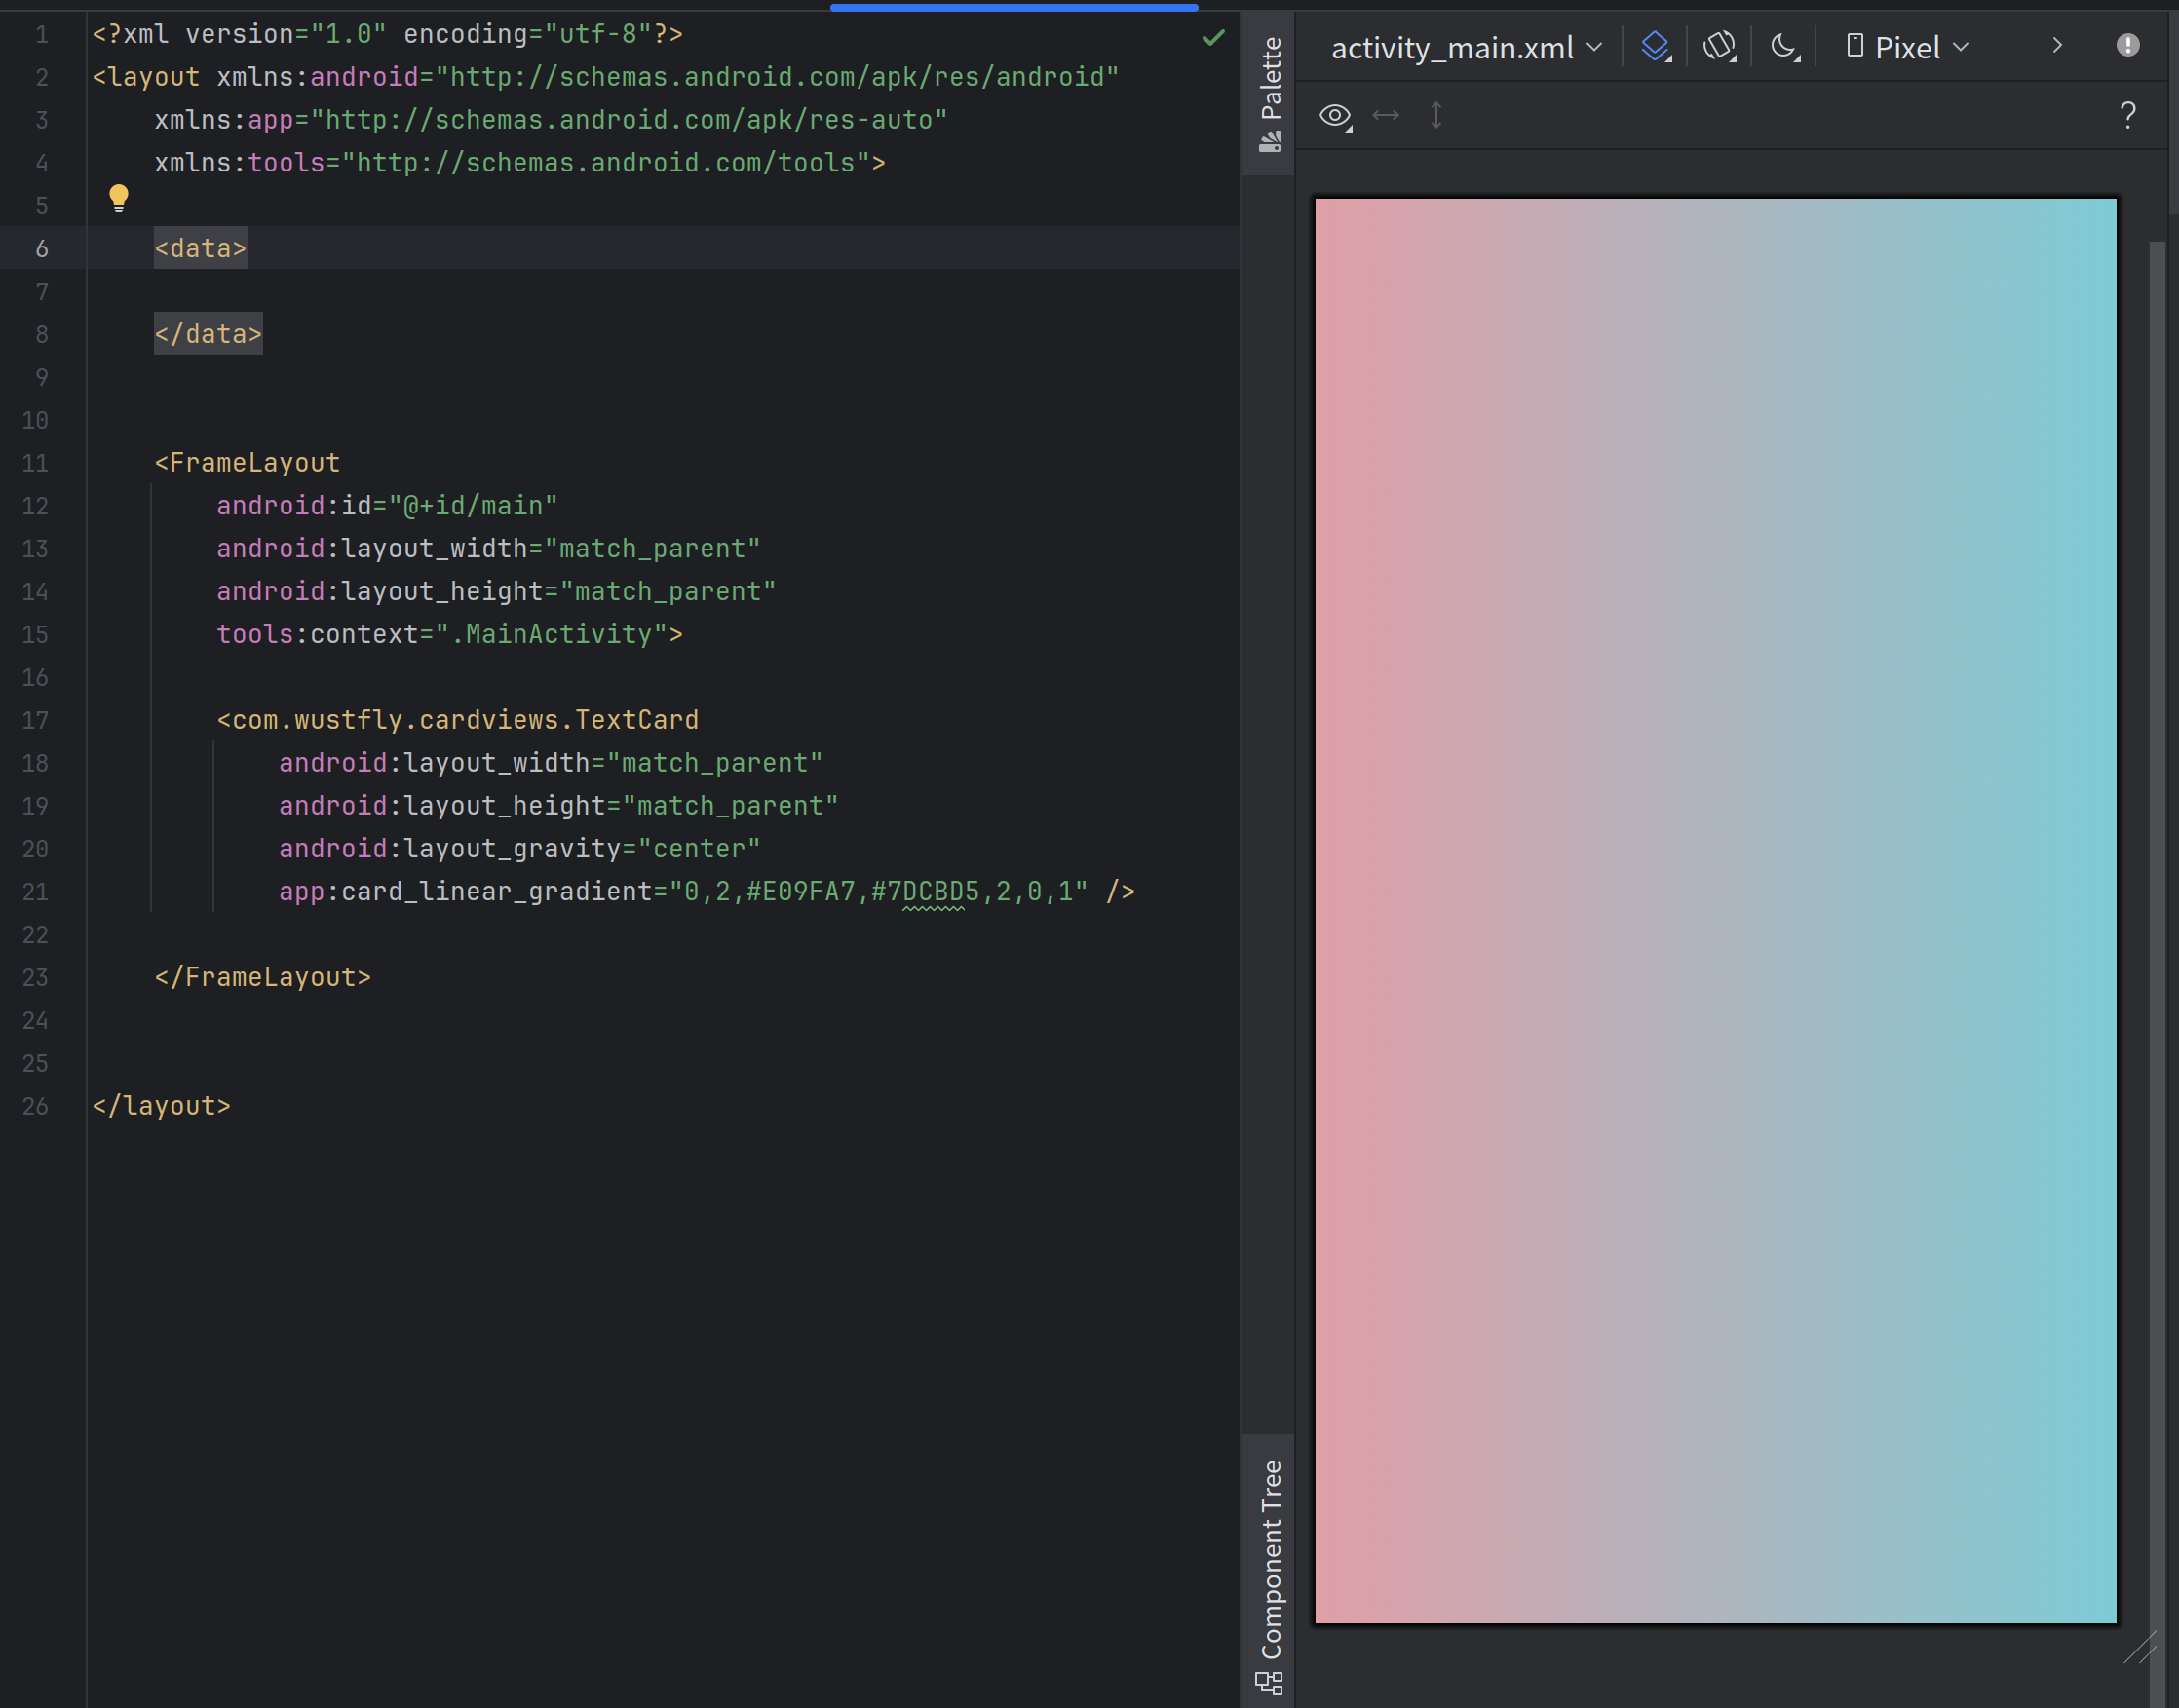 1 <?xml version="1.0" encoding="utf-8"?>
2 <layout xmlns:android="http://schemas.android.com/apk/res/android"
3     xmlns:app="http://schemas.android.com/apk/res-auto"
4     xmlns:tools="http://schemas.android.com/tools">
5
6     <data>
7
8     </data>
9
10
11     <FrameLayout
12         android:id="@+id/main"
13         android:layout_width="match_parent"
14         android:layout_height="match_parent"
15         tools:context=".MainActivity">
16
17         <com.wustfly.cardviews.TextCard
18             android:layout_width="match_parent"
19             android:layout_height="match_parent"
20             android:layout_gravity="center"
21             app:card_linear_gradient="0,2,#E09FA7,#7DCBD5,2,0,1" />
22
23     </FrameLayout>
24
25
26 </layout>
Palette
Component Tree
activity_main.xml
Pixel
?